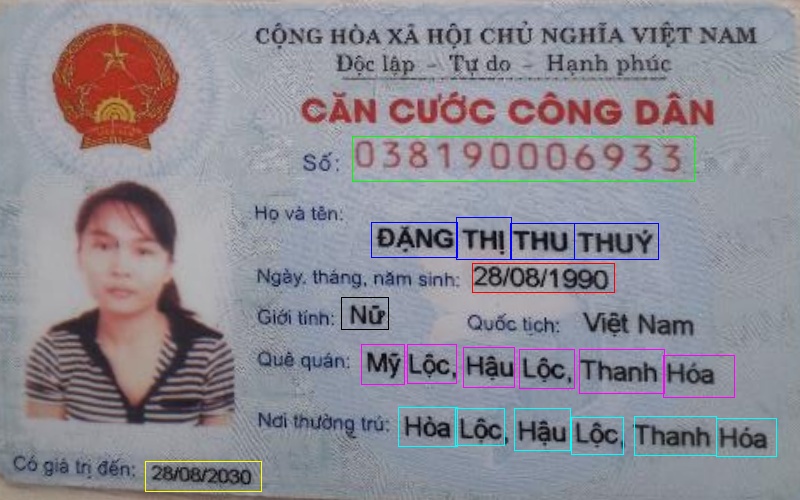 CỘNG HÒA XÃ HỘI CHỦ NGHĨA VIỆT NAM
Độc lập - Tự do - Hạnh phúc
CĂN CƯỚC CÔNG DÂN
Số: 038190006933
Họ và tên:
ĐẶNG THỊ THU THUÝ
Ngày, tháng, năm sinh: 28/08/1990
Giới tính: Nữ Quốc tịch: Việt Nam
Quê quán: Mỹ Lộc, Hậu Lộc, Thanh Hóa
Nơi thường trú: Hòa Lộc, Hậu Lộc, Thanh Hóa
Có giá trị đến: 28/08/2030